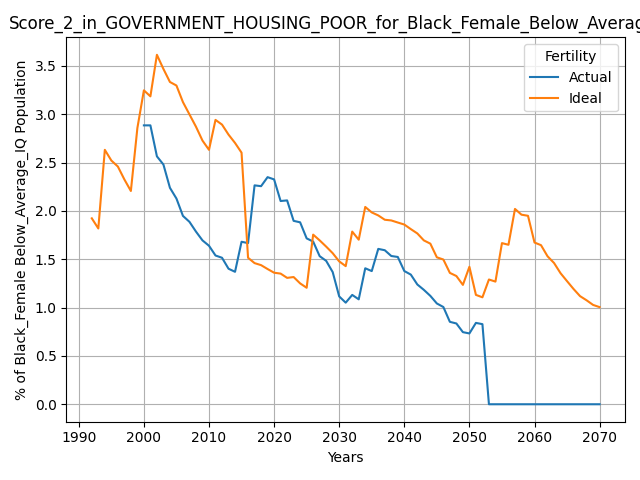 Score_2_in_GOVERNMENT_HOUSING_POOR_for_Black_Female_Below_Averag
Fertility
Actual
Ideal
% of Black_Female Below_Average_IQ Population
3.5
3.0
2.5
2.0
1.5
1.0
0.5
0.0
1990 2000 2010 2020 2030 2040 2050 2060 2070
Years